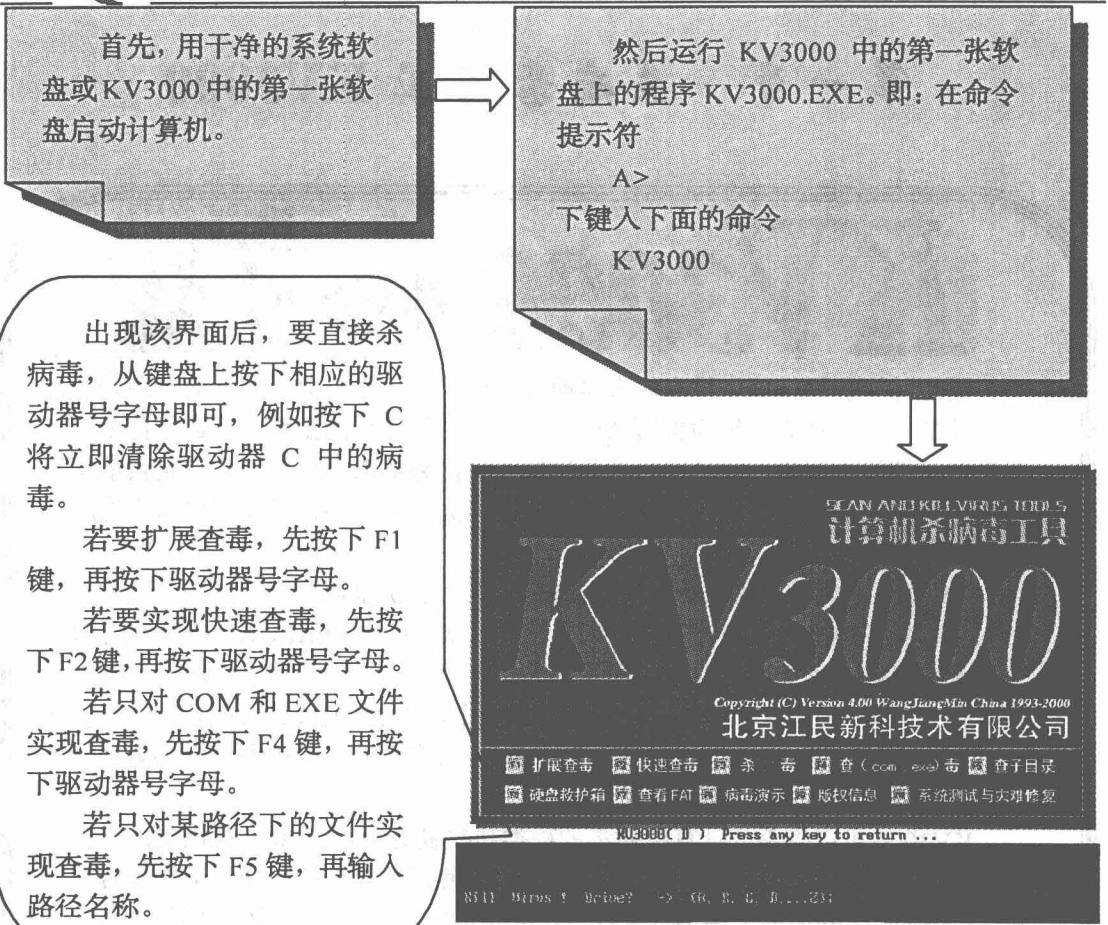 首先，用干净的系统软
盘或KV3000中的第一张软
盘启动计算机。
然后运行 KV3000 中的第一张软
盘上的程序 KV3000.EXE。即：在命令
提示符
A>
下键入下面的命令
KV3000
出现该界面后，要直接杀
病毒，从键盘上按下相应的驱
动器号字母即可，例如按下 C
将立即清除驱动器 C 中的病
毒。
若要扩展查毒，先按下 F1
键，再按下驱动器号字母。
若要实现快速查毒，先按
下F2键，再按下驱动器号字母。
若只对 COM 和 EXE 文件
实现查毒，先按下 F4 键，再按
下驱动器号字母。
若只对某路径下的文件实
现查毒，先按下 F5 键，再输入
路径名称。
SCAN AND KILL VIRUS TOOLS
计算机杀病毒工具
KV3000
Copyright (C) Version 4.00 WangJiangMin China 1993-2000
北京江民新科技术有限公司
扩展查毒 快速查毒 杀 毒 查(com exe)毒 查子目录
硬盘救护箱 查看FAT 病毒演示 版权信息 系统测试与灾难修复
KV3000( D ) Press any key to return ...
Virus ! Drive? ->